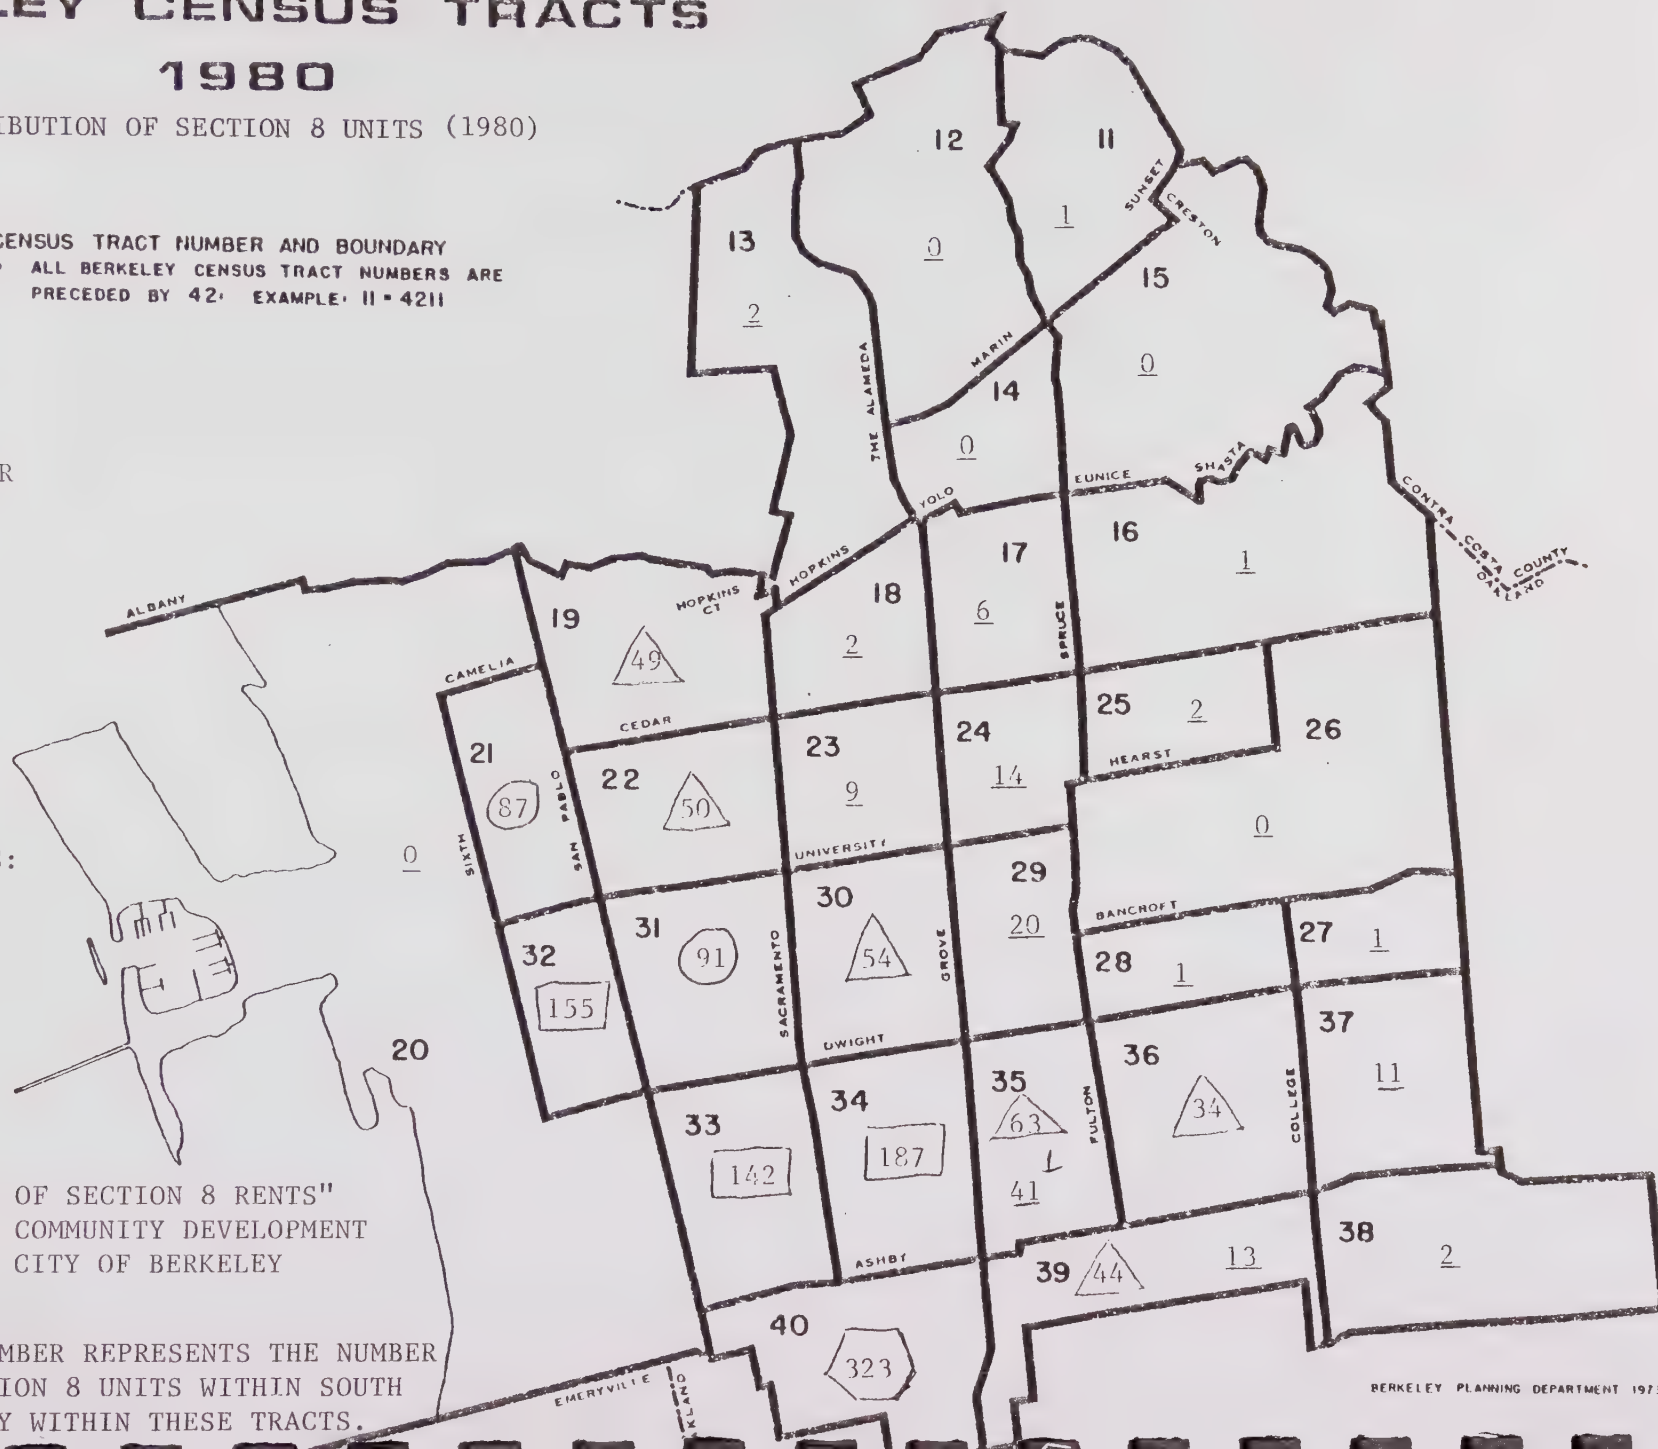 LEY CENSUS TRACTS
1980
IBUTION OF SECTION 8 UNITS (1980)
CENSUS TRACT NUMBER AND BOUNDARY
ALL BERKELEY CENSUS TRACT NUMBERS ARE
PRECEDED BY 42: EXAMPLE: 11 = 4211
R
S:
OF SECTION 8 RENTS"
COMMUNITY DEVELOPMENT
CITY OF BERKELEY
MBER REPRESENTS THE NUMBER
ION 8 UNITS WITHIN SOUTH
Y WITHIN THESE TRACTS.
12
0
11
1
SUNSET
CRESTON
13
2
15
0
MARIN
14
0
THE ALAMEDA
YOLO
EUNICE
SHASTA
CONTRA
COSTA
COUNTY
OAKLAND
HOPKINS
17
6
16
1
SPRUCE
ALBANY
HOPKINS
CT
18
2
19
49
CAMELIA
CEDAR
21
87
SIXTH
SAN PABLO
22
50
23
9
24
14
25
2
HEARST
26
0
0
20
UNIVERSITY
29
20
30
54
GROVE
31
91
SACRAMENTO
32
155
BANCROFT
28
1
27
1
DWIGHT
33
142
34
187
35
63
1
41
FULTON
36
34
COLLEGE
37
11
ASHBY
39
44
13
38
2
40
323
EMERYVILLE
KLAND
BERKELEY PLANNING DEPARTMENT 197